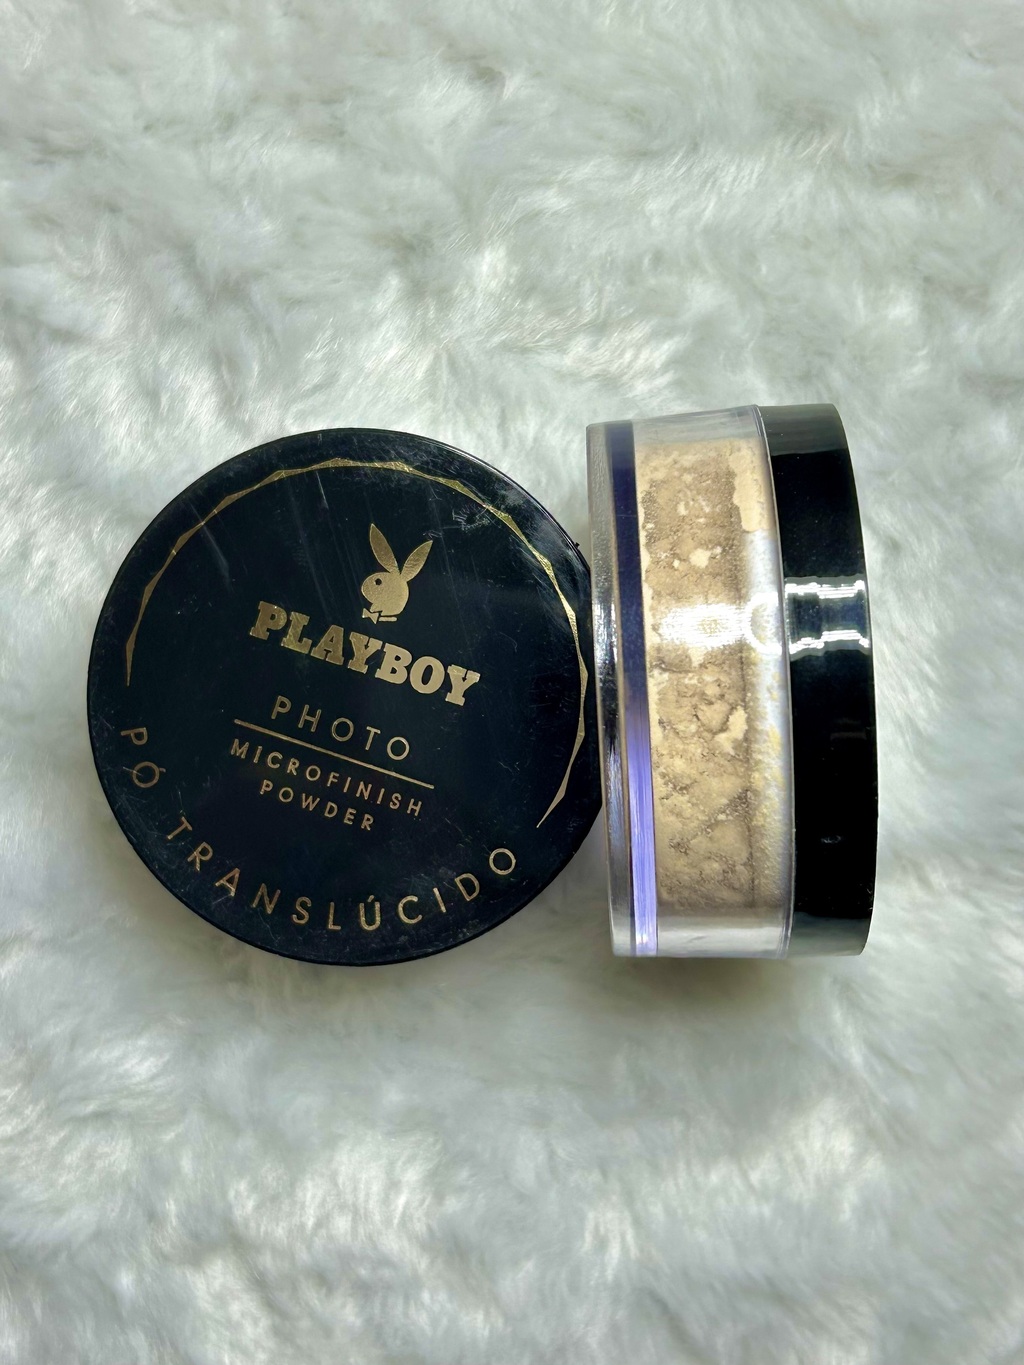 PLAYBOY
PHOTO
MICROFINISH
POWDER
PÓ TRANSLÚCIDO